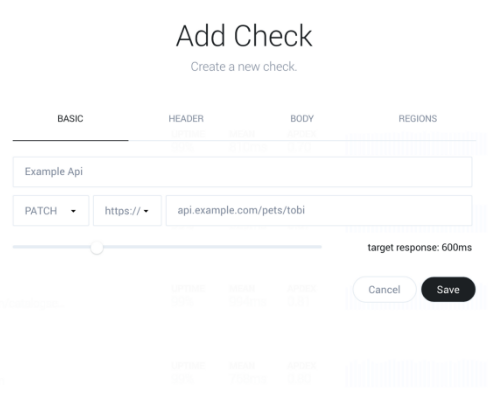 Add Check
Create a new check.
BASIC HEADER BODY REGIONS
Example Api
PATCH https:// api.example.com/pets/tobi
target response: 600ms
Cancel Save